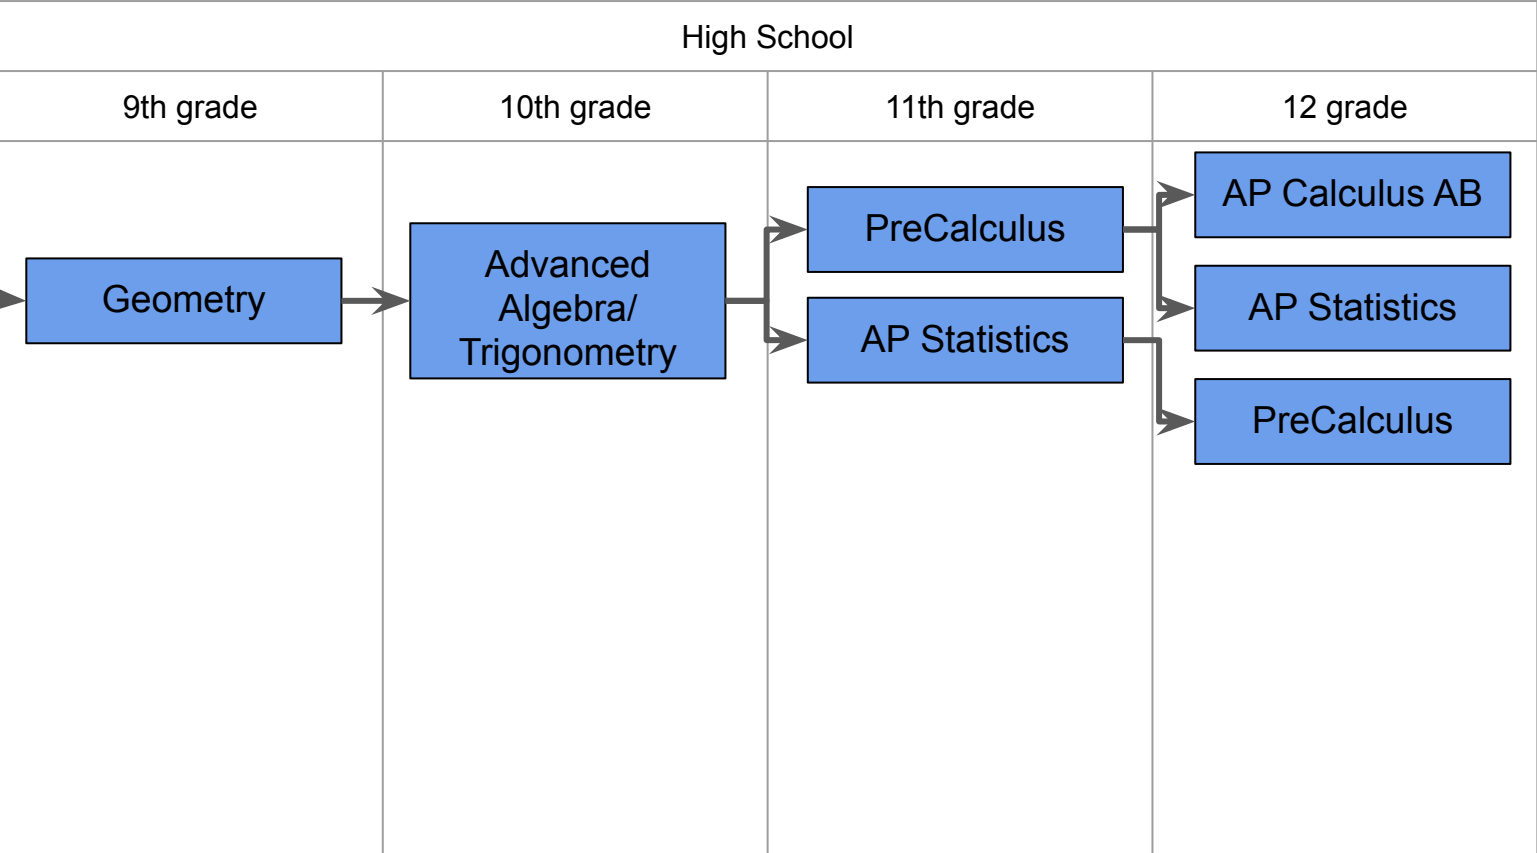 High School
9th grade
10th grade
11th grade
12 grade
Geometry
Advanced
Algebra/
Trigonometry
PreCalculus
AP Statistics
AP Calculus AB
AP Statistics
PreCalculus